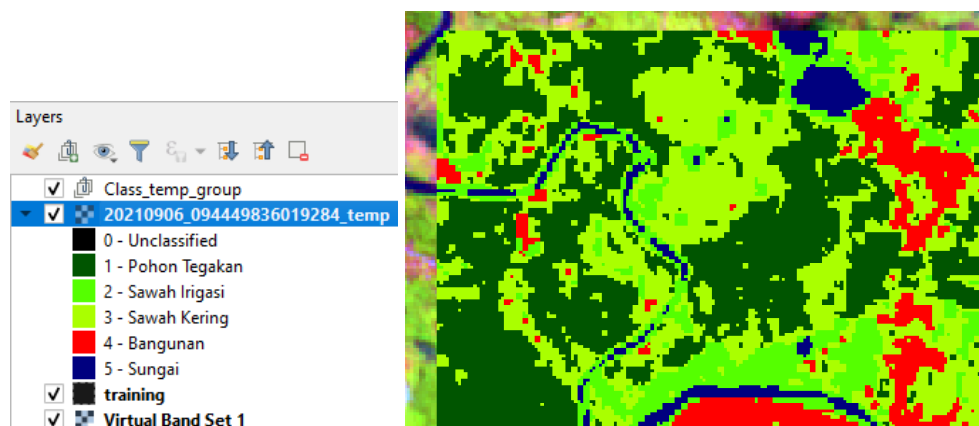 Layers
Class_temp_group
20210906_094449836019284_temp
0 - Unclassified
1 - Pohon Tegakan
2 - Sawah Irigasi
3 - Sawah Kering
4 - Bangunan
5 - Sungai
training
Virtual Band Set 1